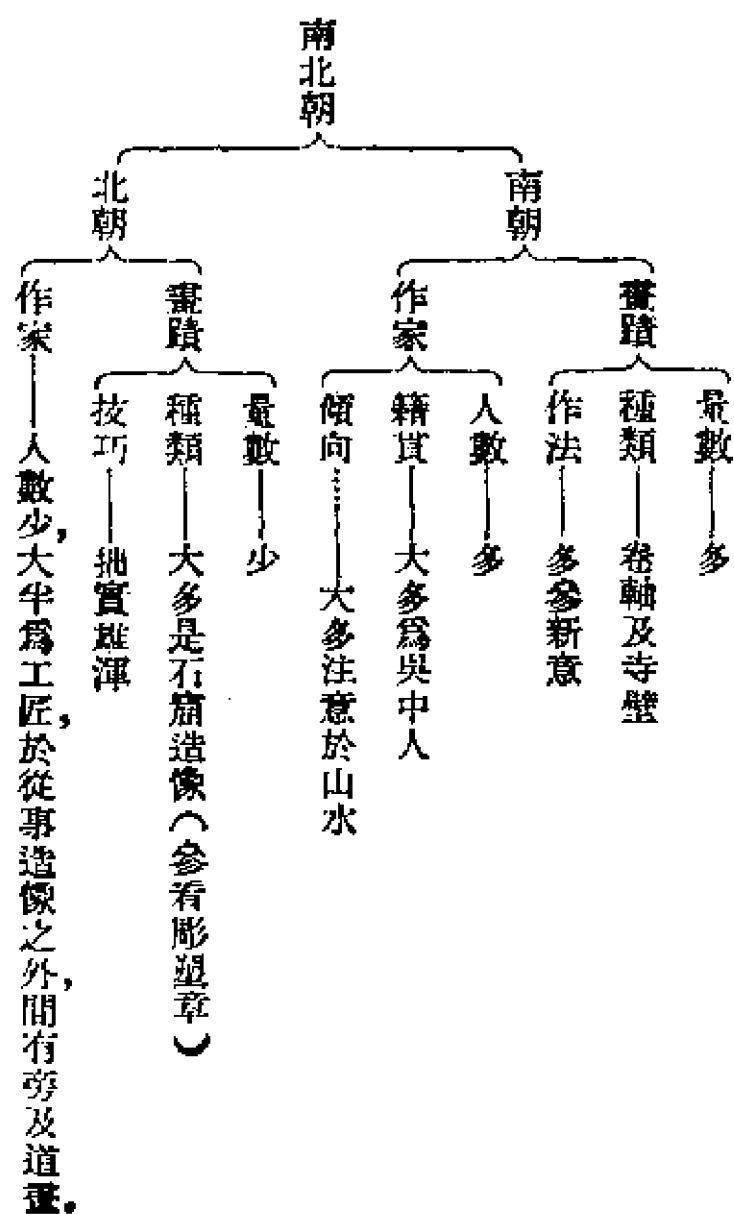 南北朝
南朝
畫蹟
量數
多
種類
卷軸及寺壁
作法
多參新意
作家
人數
多
籍貫
大多爲吳中人
傾向
大多注意於山水
北朝
畫蹟
量數
少
種類
大多是石窟造像（參看彫塑章）
技巧
拙實雄渾
作家
人數少，大半爲工匠，於從事造像之外，間有旁及道畫。